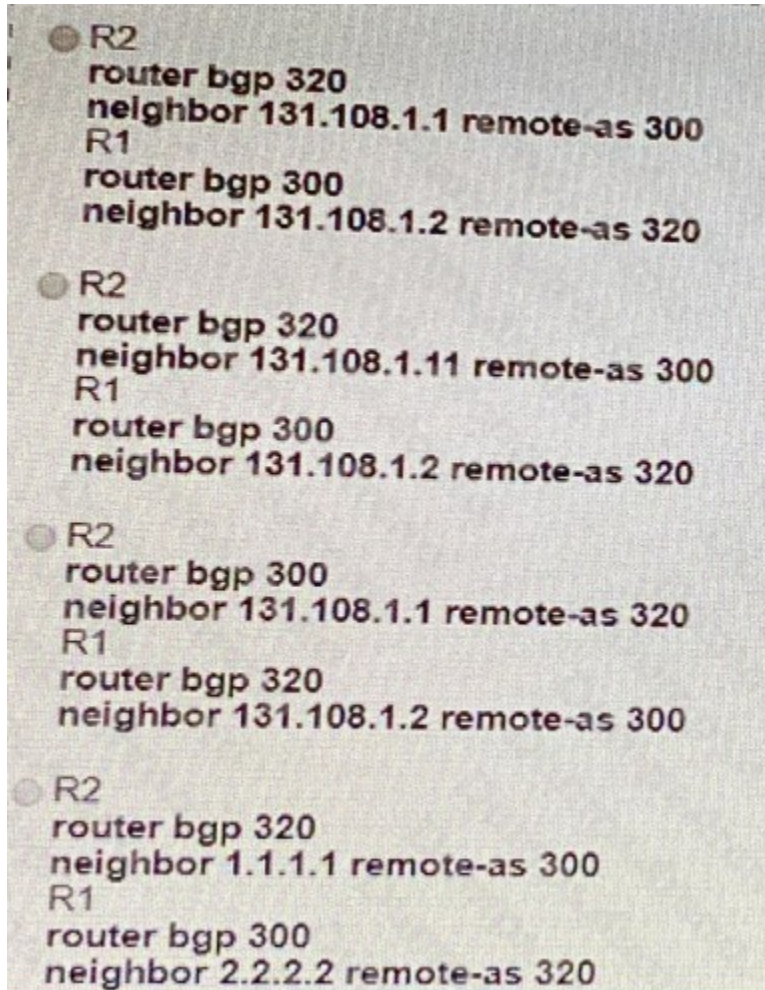 R2
router bgp 320
neighbor 131.108.1.1 remote-as 300
R1
router bgp 300
neighbor 131.108.1.2 remote-as 320
R2
router bgp 320
neighbor 131.108.1.11 remote-as 300
R1
router bgp 300
neighbor 131.108.1.2 remote-as 320
R2
router bgp 300
neighbor 131.108.1.1 remote-as 320
R1
router bgp 320
neighbor 131.108.1.2 remote-as 300
R2
router bgp 320
neighbor 1.1.1.1 remote-as 300
R1
router bgp 300
neighbor 2.2.2.2 remote-as 320